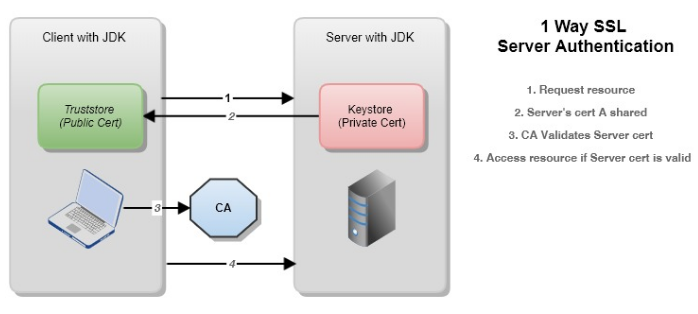 Client with JDK
Server with JDK
1 Way SSL
Server Authentication
Truststore
(Public Cert)
1
2
Keystore
(Private Cert)
1. Request resource
2. Server's cert A shared
3. CA Validates Server cert
4. Access resource if Server cert is valid
3
CA
4